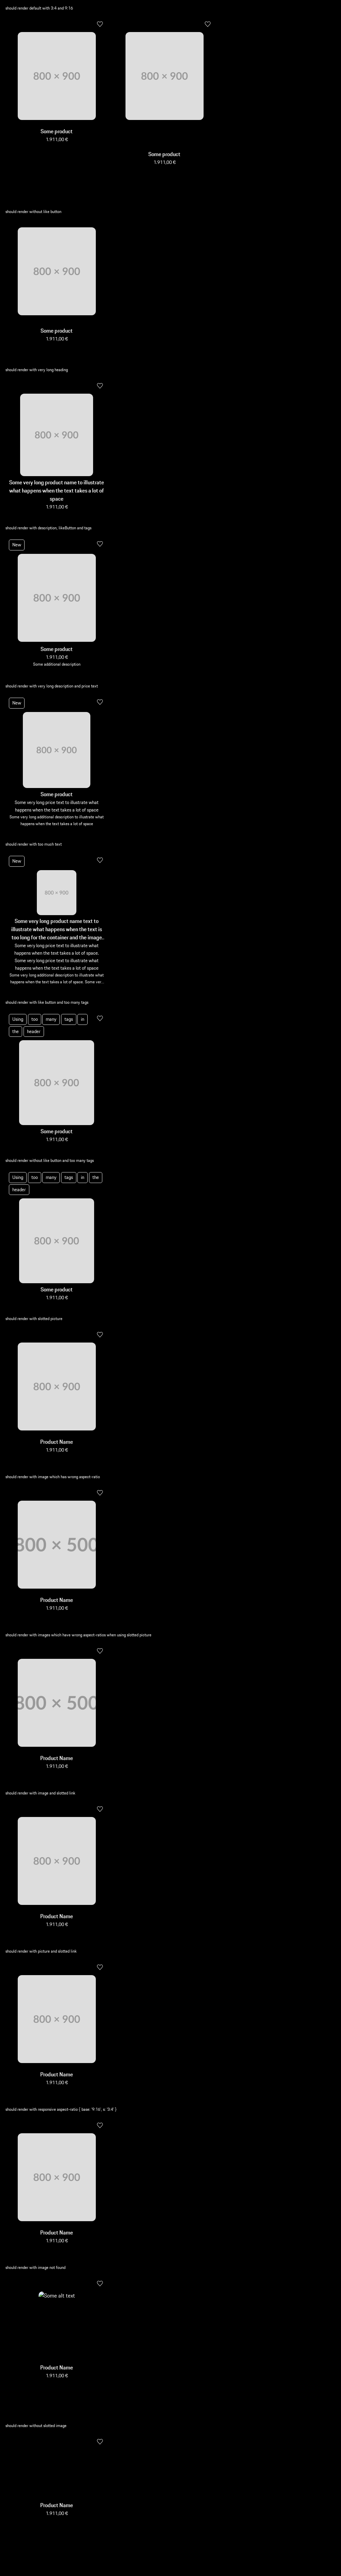 should render default with 3:4 and 9:16
800 × 900
800 × 900
Some product
1.911,00 €
Some product
1.911,00 €
should render without like button
800 × 900
Some product
1.911,00 €
should render with very long heading
800 × 900
Some very long product name to illustrate
what happens when the text takes a lot of
space
1.911,00 €
should render with description, likeButton and tags
New
800 × 900
Some product
1.911,00 €
Some additional description
should render with very long description and price text
New
800 × 900
Some product
Some very long price text to illustrate what
happens when the text takes a lot of space
Some very long additional description to illustrate what
happens when the text takes a lot of space
should render with too much text
New
800 × 900
Some very long product name text to
illustrate what happens when the text is
too long for the container and the image.
Some very long price text to illustrate what
happens when the text takes a lot of space.
Some very long price text to illustrate what
happens when the text takes a lot of space
Some very long additional description to illustrate what
happens when the text takes a lot of space. Some ver…
should render with like button and too many tags
Using too many tags in
the header
800 × 900
Some product
1.911,00 €
should render without like button and too many tags
Using too many tags in the
header
800 × 900
Some product
1.911,00 €
should render with slotted picture
800 × 900
Product Name
1.911,00 €
should render with image which has wrong aspect-ratio
800 × 500
Product Name
1.911,00 €
should render with images which have wrong aspect-ratios when using slotted picture
800 × 500
Product Name
1.911,00 €
should render with image and slotted link
800 × 900
Product Name
1.911,00 €
should render with picture and slotted link
800 × 900
Product Name
1.911,00 €
should render with responsive aspect-ratio { base: '9:16', s: '3:4' }
800 × 900
Product Name
1.911,00 €
should render with image not found
Some alt text
Product Name
1.911,00 €
should render without slotted image
Product Name
1.911,00 €